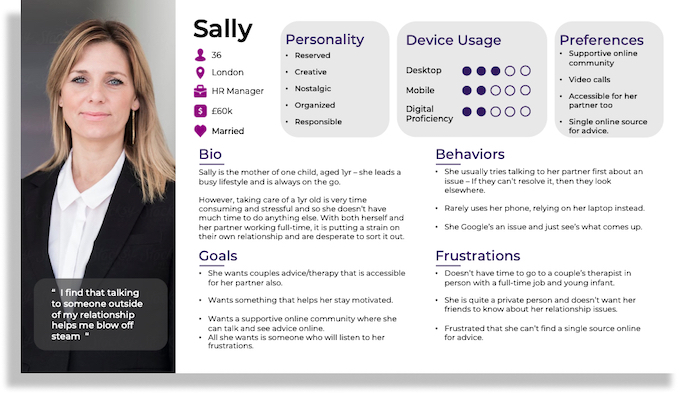 Sally
36
London
HR Manager
£60k
Married
Personality
• Reserved
• Creative
• Nostalgic
• Organized
• Responsible
Device Usage
Desktop
Mobile
Digital
Proficiency
Preferences
• Supportive online
community
• Video calls
• Accessible for her
partner too
• Single online source
for advice.
Bio
Sally is the mother of one child, aged 1yr – she leads a
busy lifestyle and is always on the go.
However, taking care of a 1yr old is very time
consuming and stressful and so she doesn't have
much time to do anything else. With both herself and
her partner working full-time, it is putting a strain on
their own relationship and are desperate to sort it out.
Behaviors
• She usually tries talking to her partner first about an
issue – If they can't resolve it, then they look
elsewhere.
• Rarely uses her phone, relying on her laptop instead.
• She Google's an issue and just see's what comes up.
Goals
• She wants couples advice/therapy that is accessible
for her partner also.
• Wants something that helps her stay motivated.
• Wants a supportive online community where she
can talk and see advice online.
• All she wants is someone who will listen to her
frustrations.
Frustrations
• Doesn't have time to go to a couple's therapist in
person with a full-time job and young infant.
• She is quite a private person and doesn't want her
friends to know about her relationship issues.
• Frustrated that she can't find a single source online
for advice.
" I find that talking
to someone outside
of my relationship
helps me blow off
steam "